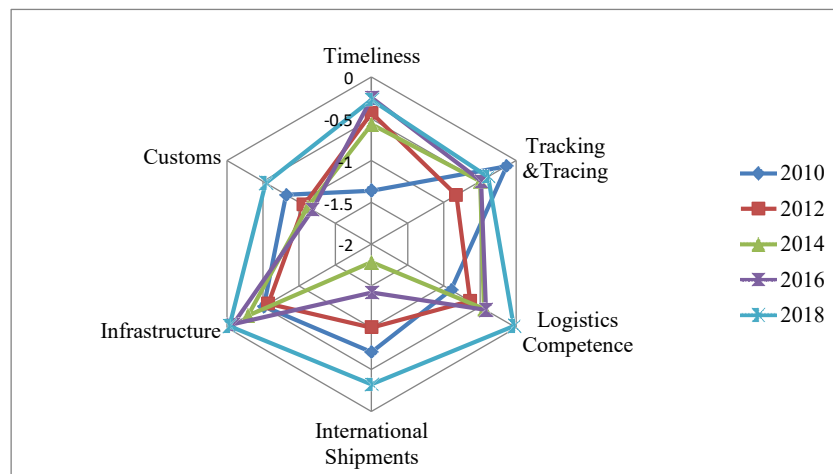 Timeliness
0
-0.5
-1
-1.5
-2
Tracking
&Tracing
Logistics
Competence
International
Shipments
Infrastructure
Customs
2010
2012
2014
2016
2018